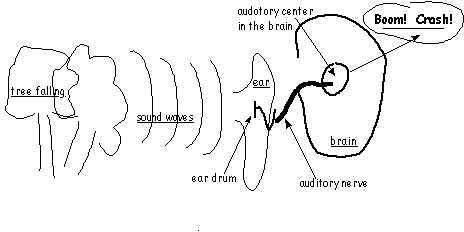 audotory center
in the brain
Boom! Crash!
tree falling
ear
sound waves
brain
ear drum
auditory nerve